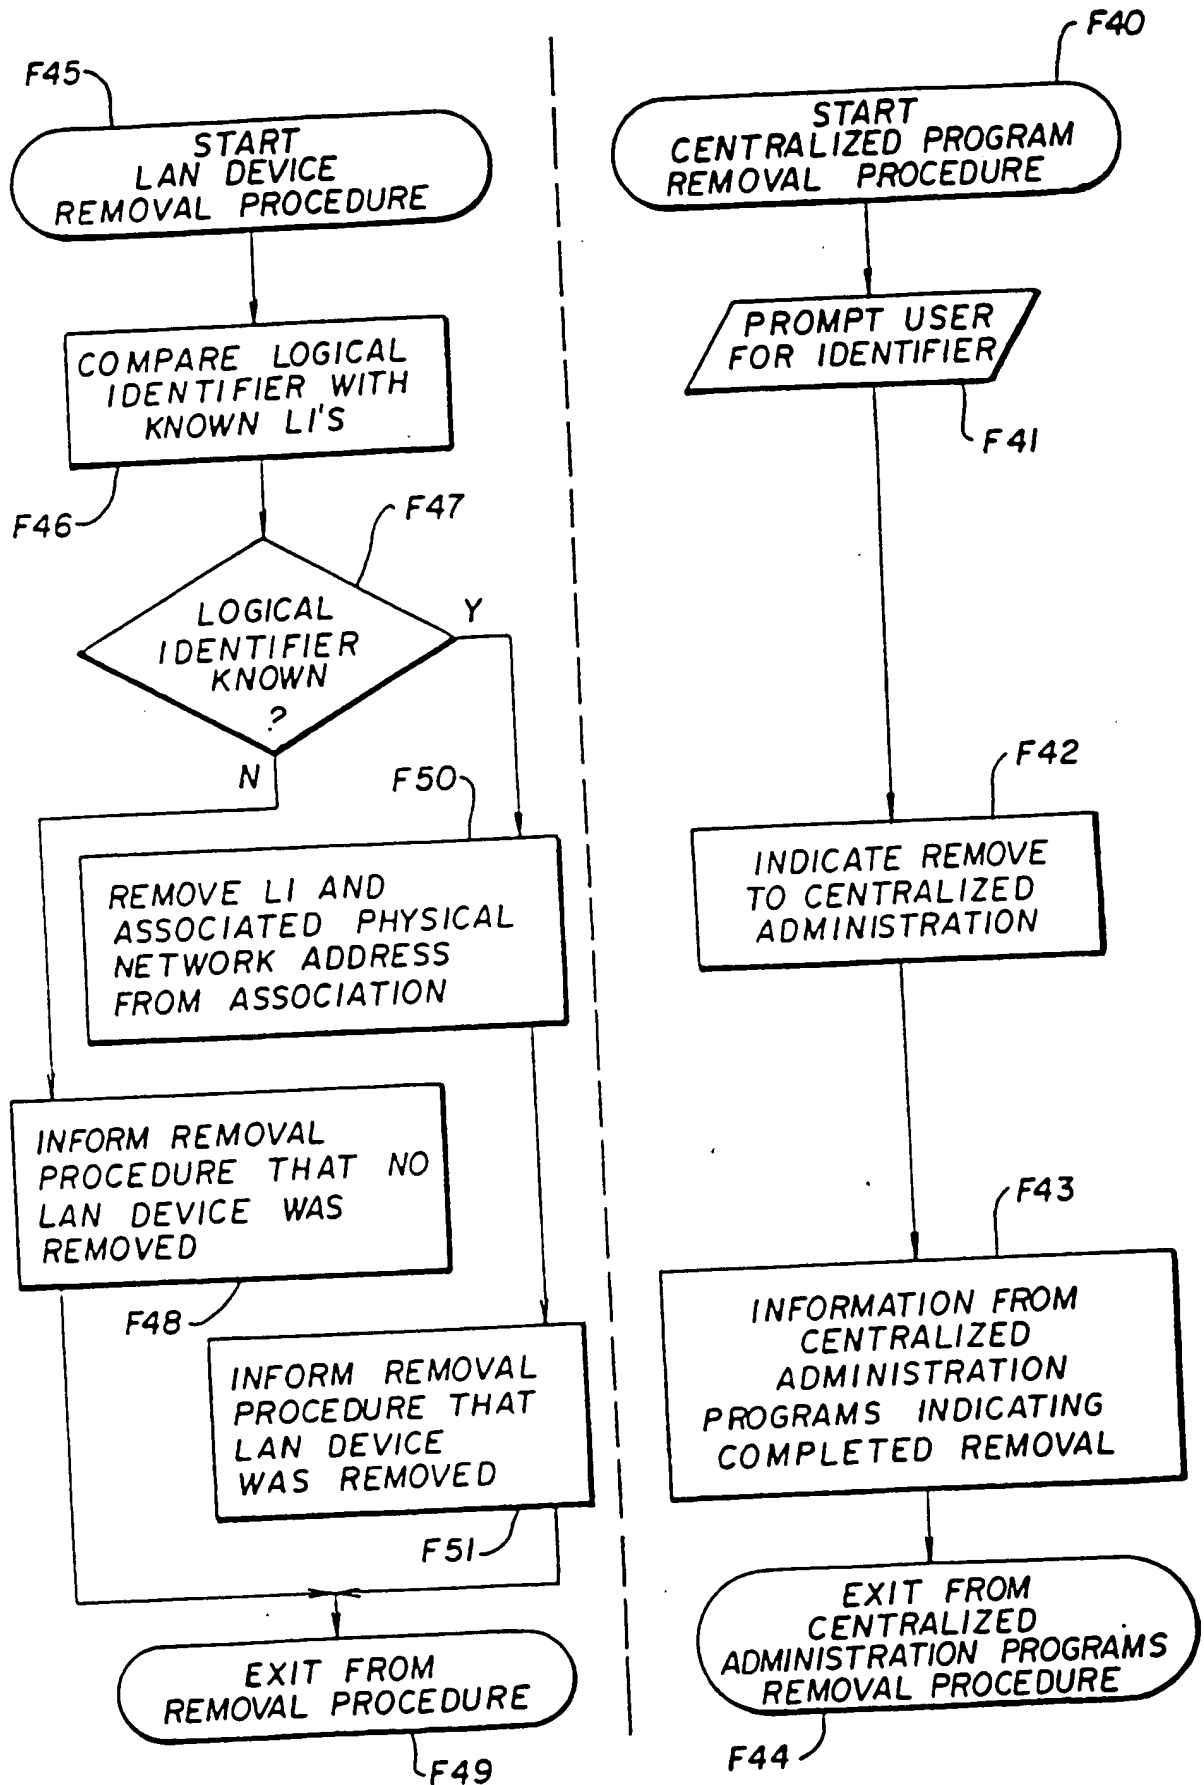 F45
START
LAN DEVICE
REMOVAL PROCEDURE
COMPARE LOGICAL
IDENTIFIER WITH
KNOWN LI'S
F46
F47
LOGICAL
IDENTIFIER
KNOWN
?
Y
N
F50
REMOVE LI AND
ASSOCIATED PHYSICAL
NETWORK ADDRESS
FROM ASSOCIATION
INFORM REMOVAL
PROCEDURE THAT NO
LAN DEVICE WAS
REMOVED
F48
INFORM REMOVAL
PROCEDURE THAT
LAN DEVICE
WAS REMOVED
F51
EXIT FROM
REMOVAL PROCEDURE
F49
F40
START
CENTRALIZED PROGRAM
REMOVAL PROCEDURE
PROMPT USER
FOR IDENTIFIER
F41
F42
INDICATE REMOVE
TO CENTRALIZED
ADMINISTRATION
F43
INFORMATION FROM
CENTRALIZED
ADMINISTRATION
PROGRAMS INDICATING
COMPLETED REMOVAL
EXIT FROM
CENTRALIZED
ADMINISTRATION PROGRAMS
REMOVAL PROCEDURE
F44